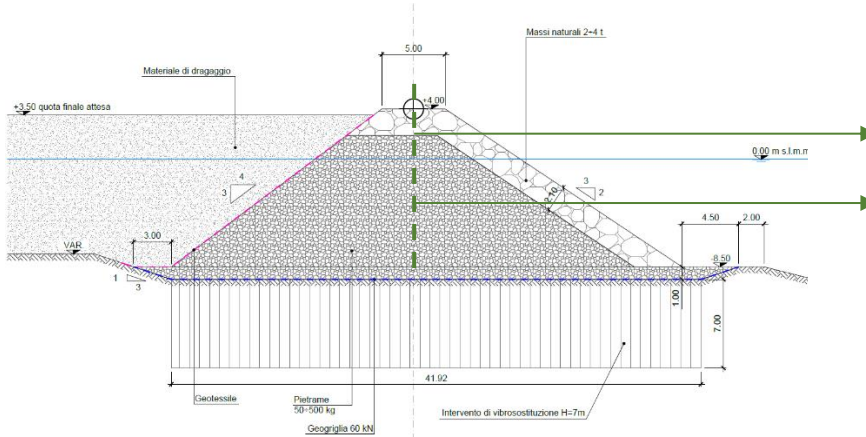 5.00
Massi naturali 2÷4 t
Materiale di dragaggio
+3.50 quota finale attesa
+4.00
0.00 m s.l.m.m
4
3
3
2
2.10
4.50
2.00
3.00
VAR.
-8.50
1
3
1.00
7.00
41.92
Geotessile
Pietrame
50÷500 kg
Geogriglia 60 kN
Intervento di vibrosostituzione H=7m